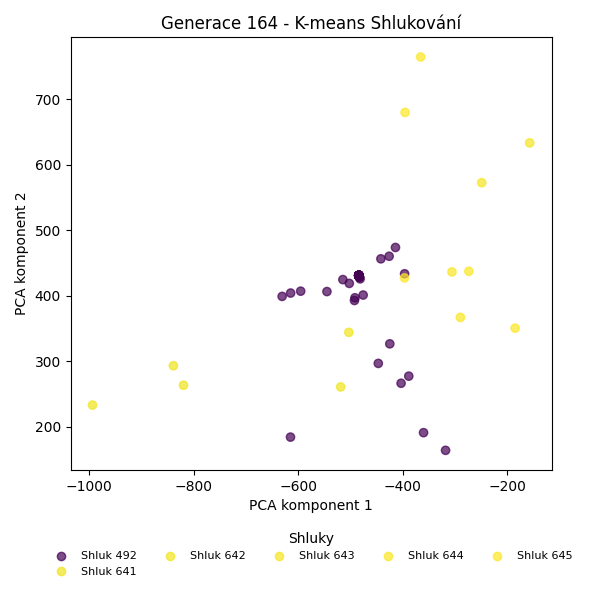 Generace 164 - K-means Shlukování
PCA komponent 2
700
600
500
400
300
200
−1000 −800 −600 −400 −200
PCA komponent 1
Shluky
Shluk 492 Shluk 642 Shluk 643 Shluk 644 Shluk 645
Shluk 641